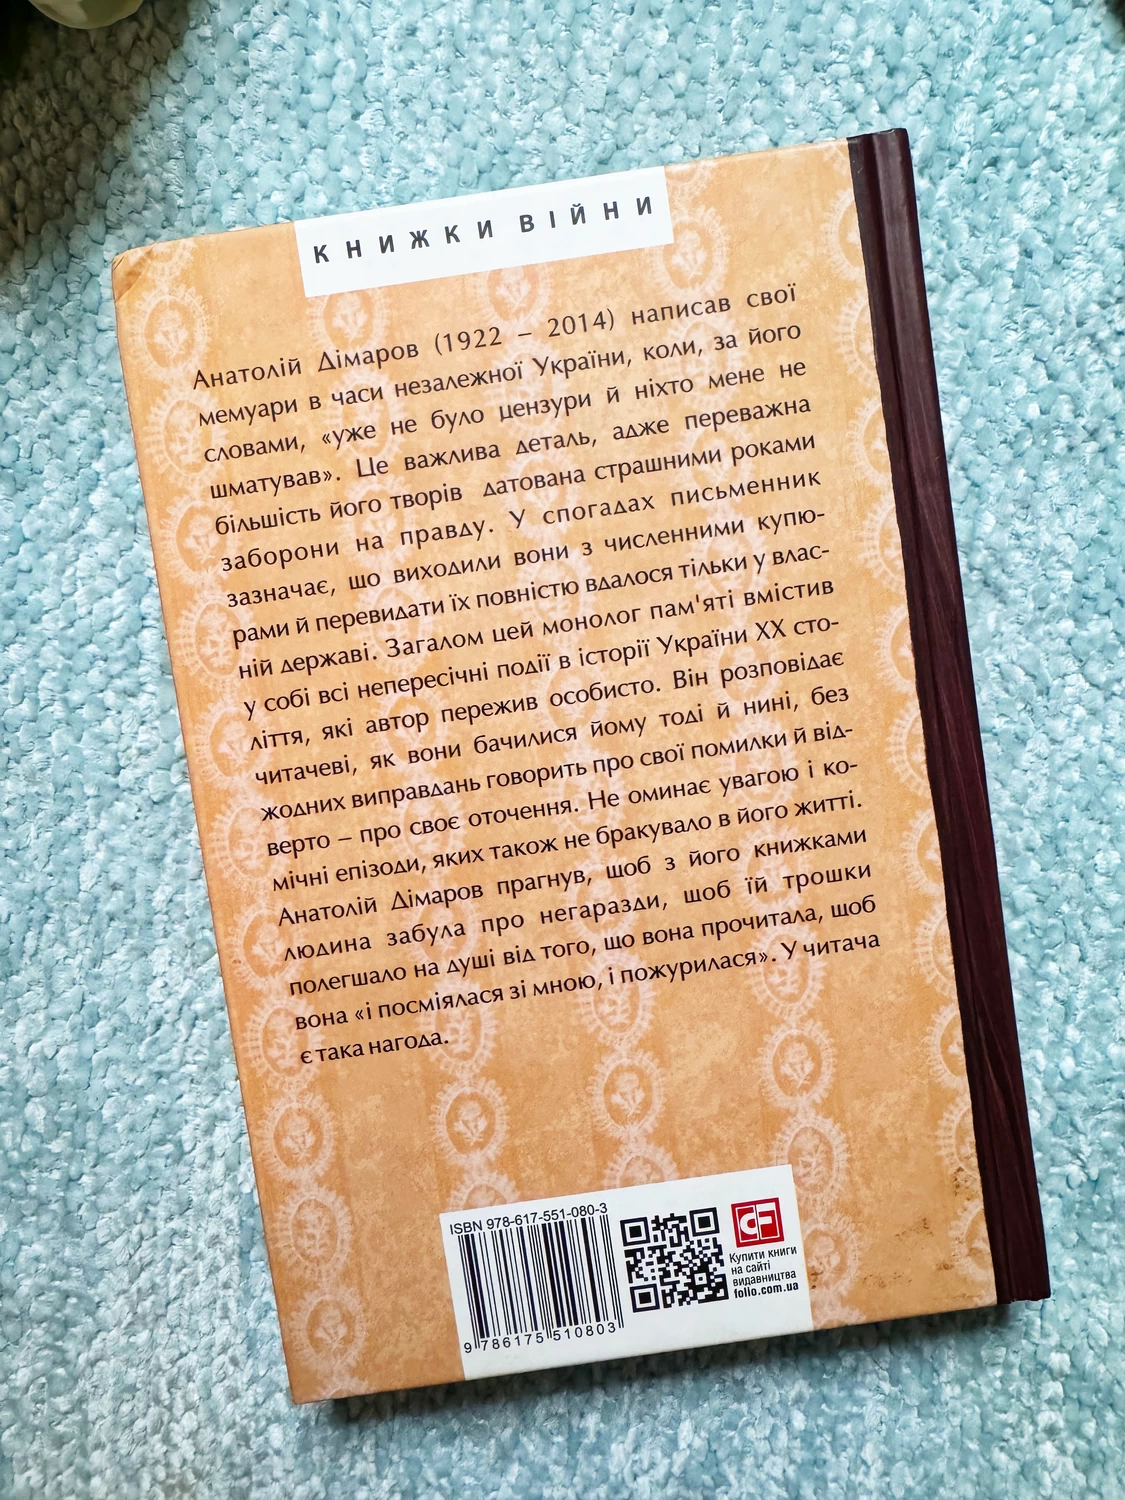 КНИЖКИ ВІЙНИ
Анатолій Дімаров (1922 – 2014) написав свої
мемуари в часи незалежної України, коли, за його
словами, «уже не було цензури й ніхто мене не
шматував». Це важлива деталь, адже переважна
більшість його творів датована страшними роками
заборони на правду. У спогадах письменник
зазначає, що виходили вони з численними купю-
рами й перевидати їх повністю вдалося тільки у влас-
ній державі. Загалом цей монолог пам'яті вмістив
у собі всі непересічні події в історії України ХХ сто-
ліття, які автор пережив особисто. Він розповідає
читачеві, як вони бачилися йому тоді й нині, без
жодних виправдань говорить про свої помилки й від-
верто – про своє оточення. Не оминає увагою і ко-
мічні епізоди, яких також не бракувало в його житті.
Анатолій Дімаров прагнув, щоб з його книжками
людина забула про негаразди, щоб їй трошки
полегшало на душі від того, що вона прочитала, щоб
вона «і посміялася зі мною, і пожурилася». У читача
є така нагода.
ISBN 978-617-551-080-3
9 786175 510803
Купити книги
на сайті
видавництва
folio.com.ua